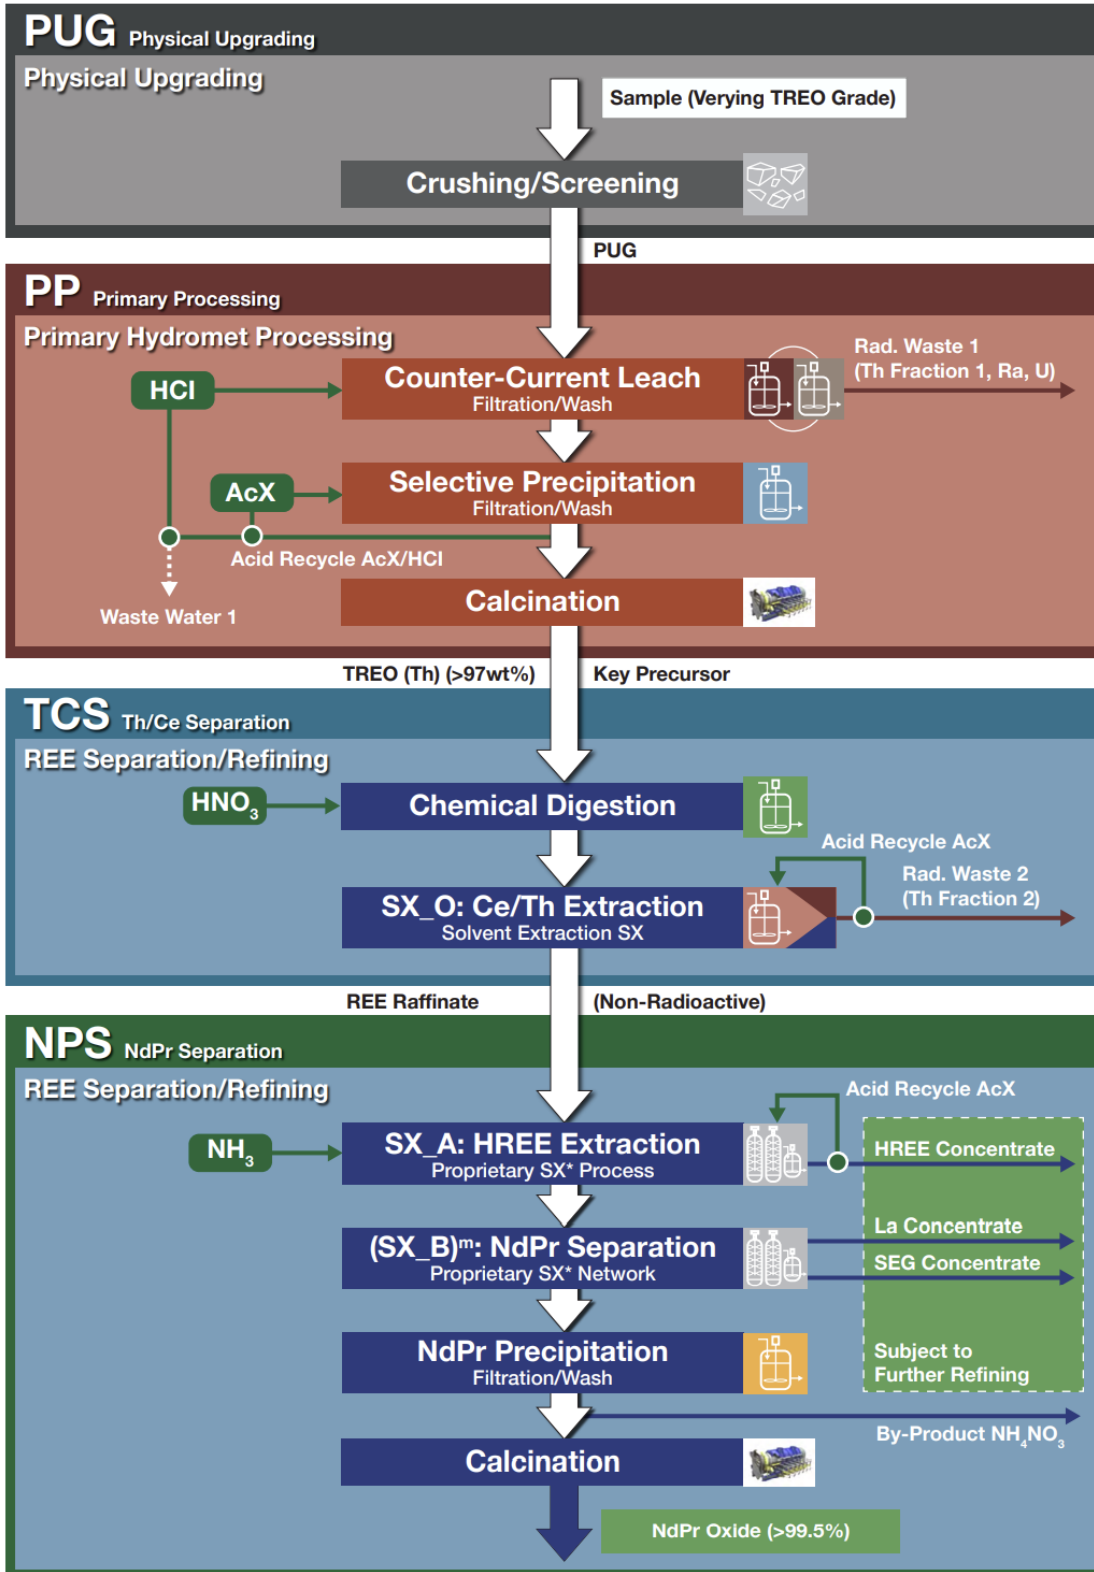 PUG Physical Upgrading
Physical Upgrading
Sample (Verying TREO Grade)
Crushing/Screening
PUG
PP Primary Processing
Primary Hydromet Processing
HCl
Counter-Current Leach
Filtration/Wash
Rad. Waste 1
(Th Fraction 1, Ra, U)
AcX
Selective Precipitation
Filtration/Wash
Acid Recycle AcX/HCl
Waste Water 1
Calcination
TREO (Th) (>97wt%)
Key Precursor
TCS Th/Ce Separation
REE Separation/Refining
HNO₃
Chemical Digestion
Acid Recycle AcX
SX_O: Ce/Th Extraction
Solvent Extraction SX
Rad. Waste 2
(Th Fraction 2)
REE Raffinate
(Non-Radioactive)
NPS NdPr Separation
REE Separation/Refining
Acid Recycle AcX
NH₃
SX_A: HREE Extraction
Proprietary SX* Process
HREE Concentrate
(SX_B)ᵐ: NdPr Separation
Proprietary SX* Network
La Concentrate
SEG Concentrate
NdPr Precipitation
Filtration/Wash
Subject to
Further Refining
By-Product NH₄NO₃
Calcination
NdPr Oxide (>99.5%)